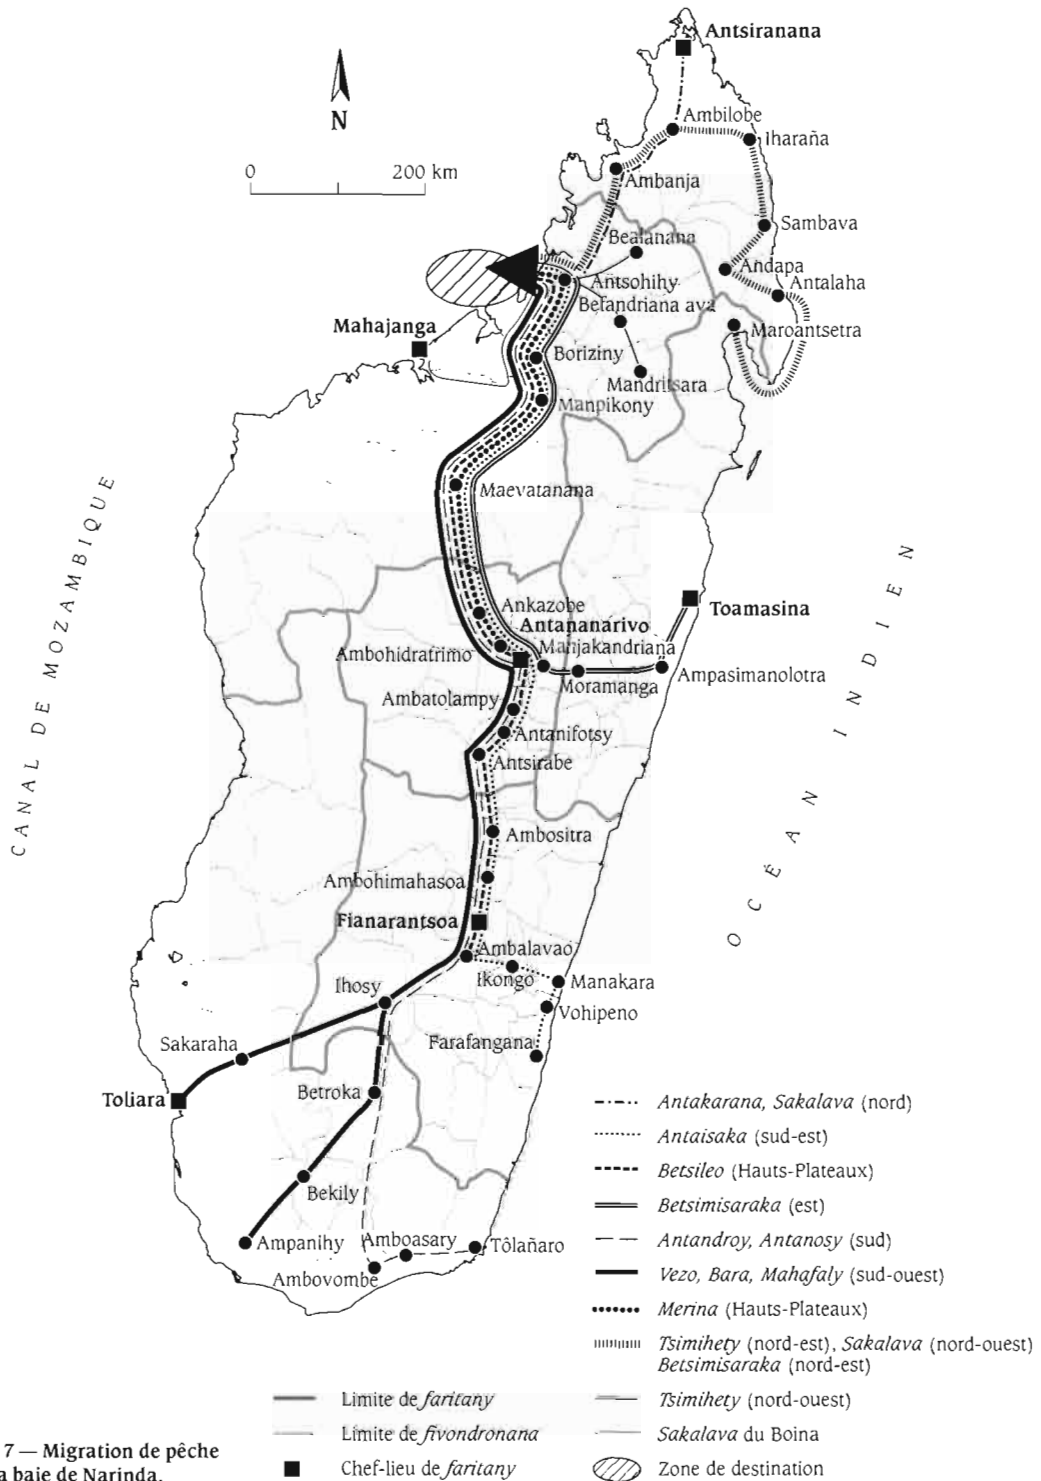 Antsiranana
N
0 200 km
Ambilobe
Iharaña
Ambanja
Sambava
Bealanana
Andapa
Antsohihy
Antalaha
Befandriana ava
Mahajanga
Maroantsetra
Boriziny
Mandritsara
Manpikony
Maevatanana
CANAL DE MOZAMBIQUE
OCÉAN INDIEN
Ankazobe
Toamasina
Antananarivo
Manjakandriana
Ambohidratrimo
Ampasimanolotra
Moramanga
Ambatolampy
Antanifotsy
Antsirabe
Ambositra
Ambohimahasoa
Fianarantsoa
Ambalavao
Ikongo
Manakara
Ihosy
Vohipeno
Farafangana
Sakaraha
Betroka
Toliara
Bekily
Ampanihy
Amboasary
Tôlañaro
Ambovombe
Antakarana, Sakalava (nord)
Antaisaka (sud-est)
Betsileo (Hauts-Plateaux)
Betsimisaraka (est)
Antandroy, Antanosy (sud)
Vezo, Bara, Mahafaly (sud-ouest)
Merina (Hauts-Plateaux)
Tsimihety (nord-est), Sakalava (nord-ouest)
Betsimisaraka (nord-est)
Limite de faritany
Tsimihety (nord-ouest)
Limite de fivondronana
Sakalava du Boina
Chef-lieu de faritany
Zone de destination
7 — Migration de pêche
a baie de Narinda.